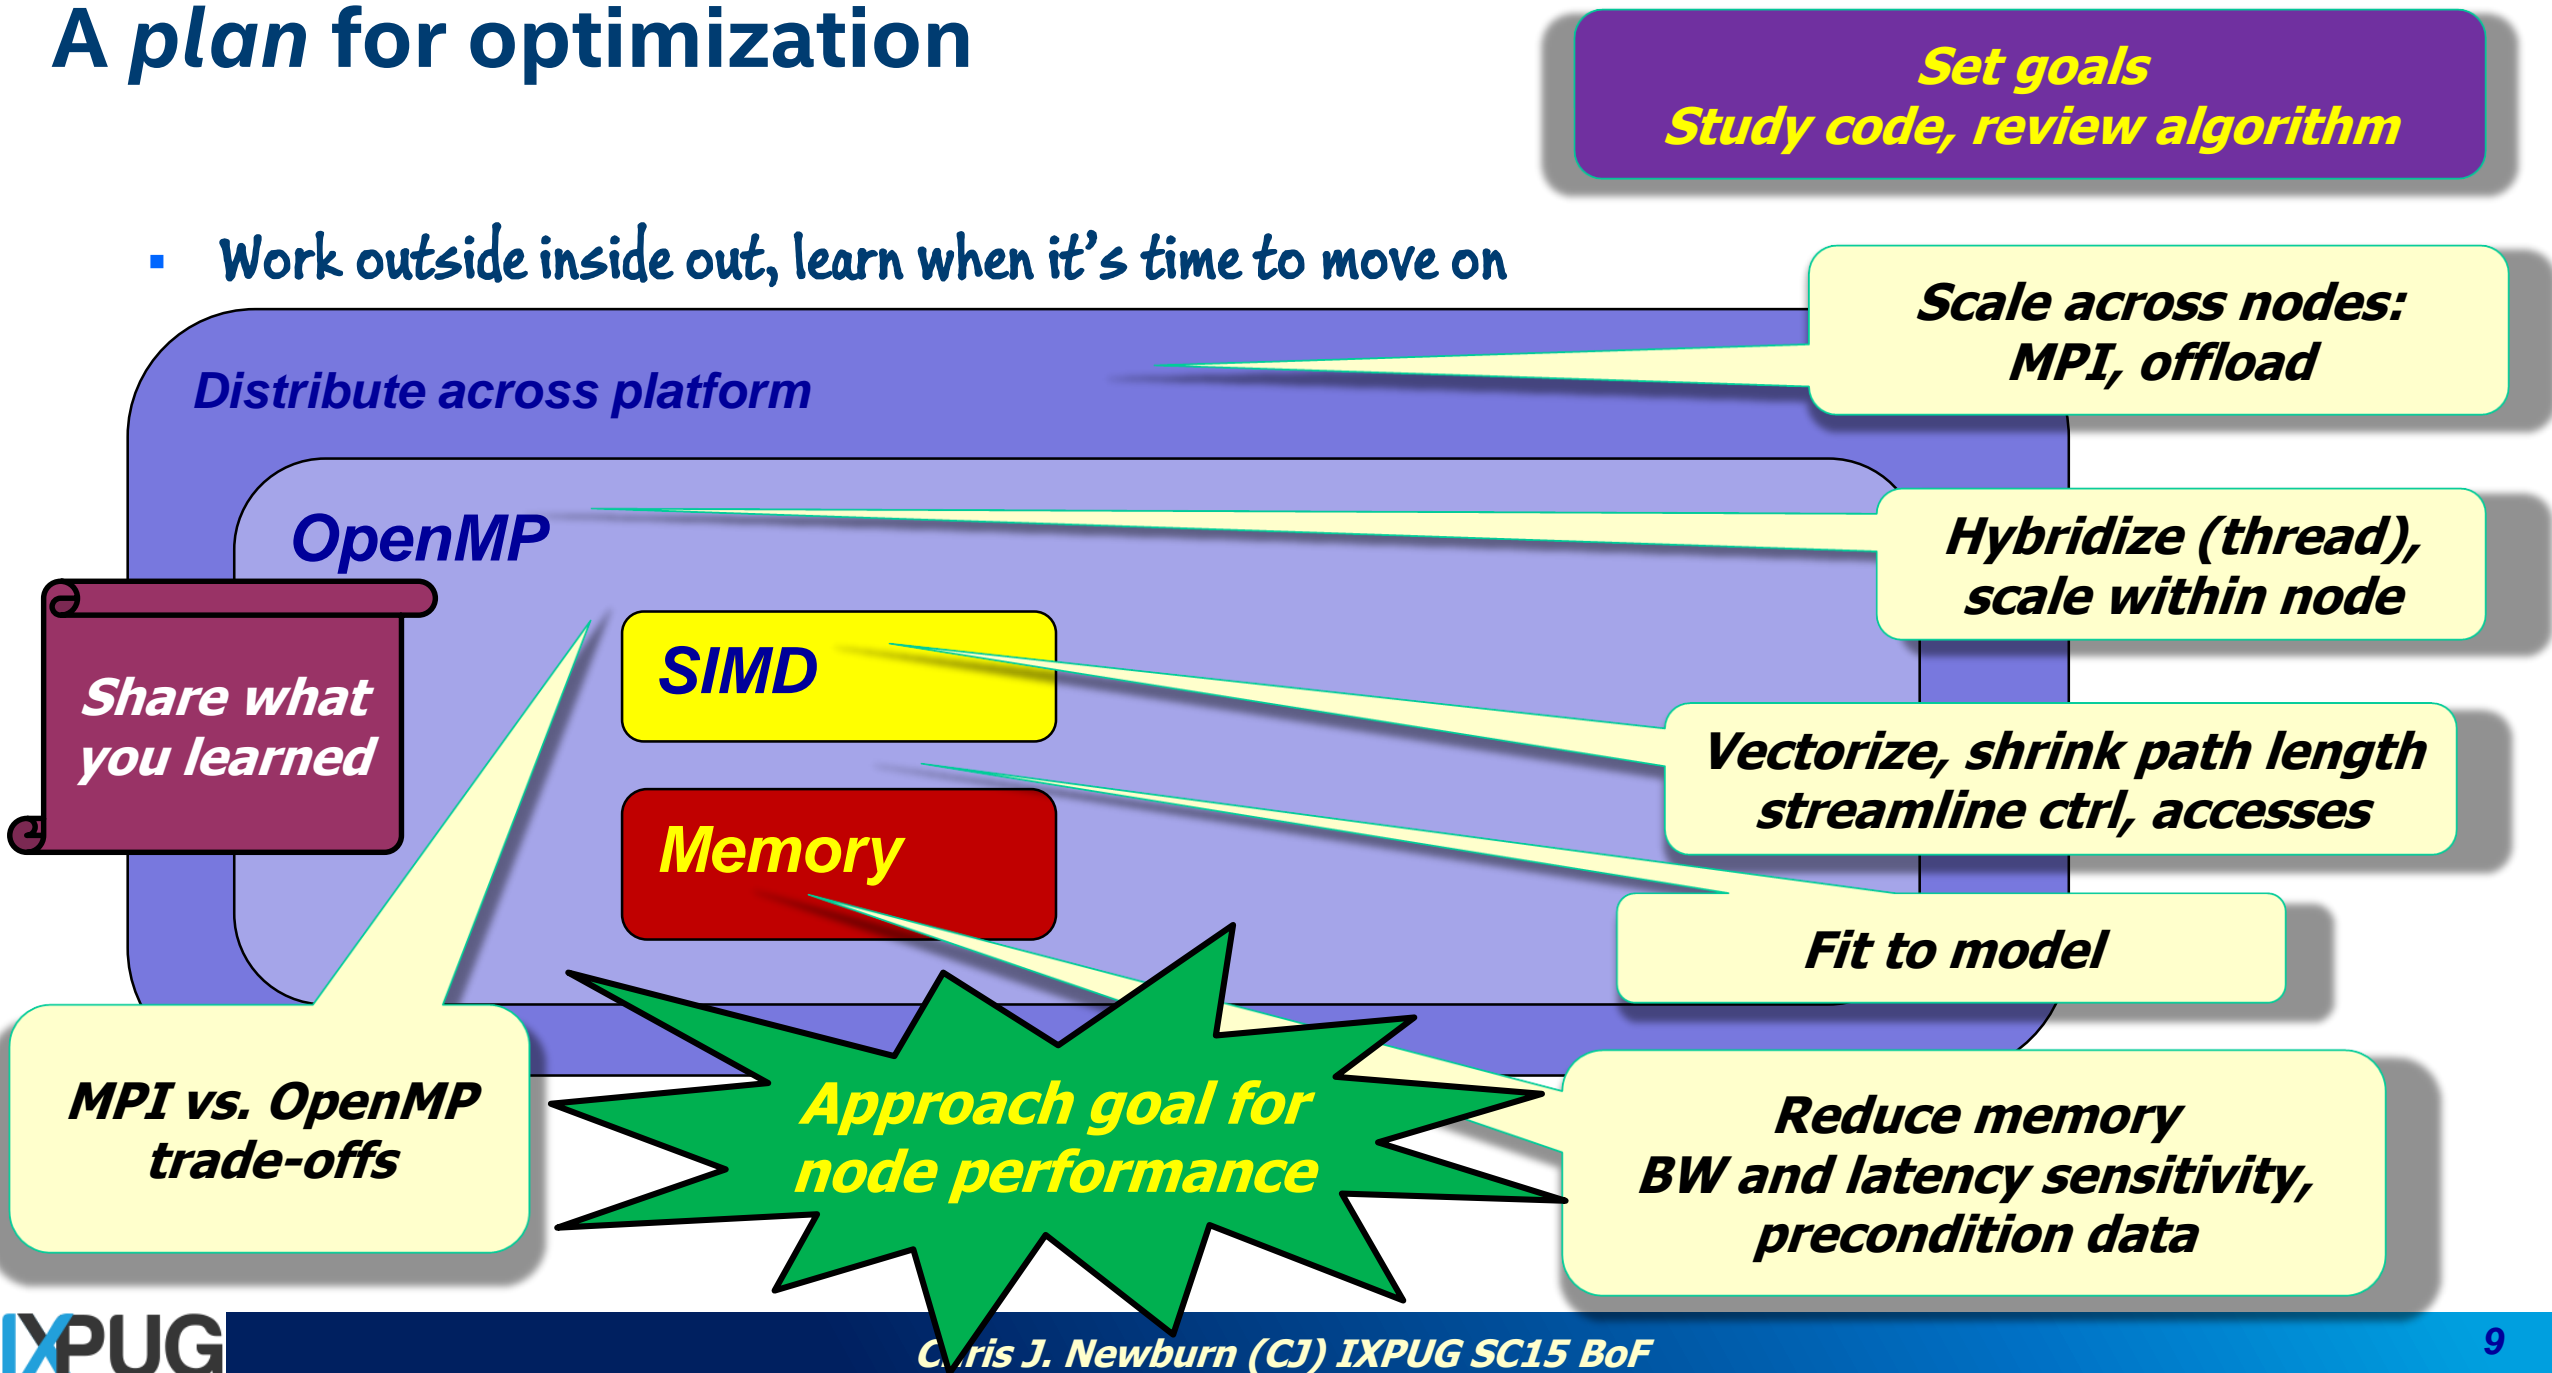 A plan for optimization
Set goals
Study code, review algorithm
▪ Work outside inside out, learn when it's time to move on
Scale across nodes:
MPI, offload
Distribute across platform
Hybridize (thread),
scale within node
OpenMP
SIMD
Share what
you learned
Vectorize, shrink path length
streamline ctrl, accesses
Memory
Fit to model
MPI vs. OpenMP
trade-offs
Approach goal for
node performance
Reduce memory
BW and latency sensitivity,
precondition data
IXPUG
Chris J. Newburn (CJ) IXPUG SC15 BoF
9